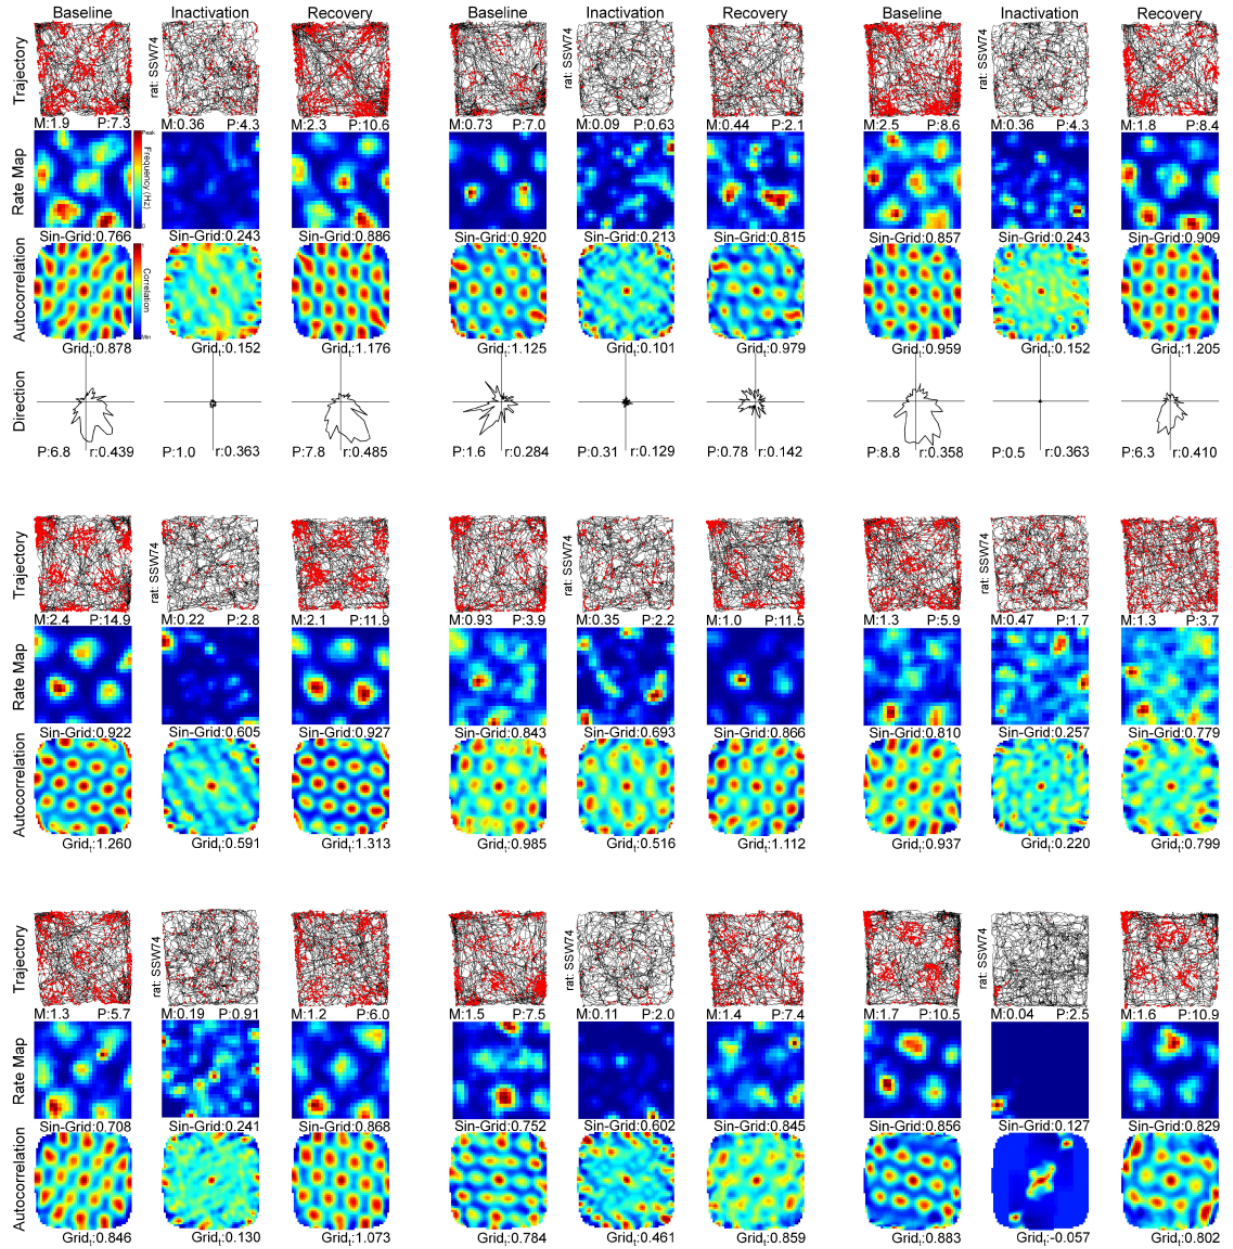 Baseline Inactivation Recovery Baseline Inactivation Recovery Baseline Inactivation Recovery
Trajectory rat: SSW74 rat: SSW74 rat: SSW74
M:1.9 P:7.3 M:0.36 P:4.3 M:2.3 P:10.6 M:0.73 P:7.0 M:0.09 P:0.63 M:0.44 P:2.1 M:2.5 P:8.6 M:0.36 P:4.3 M:1.8 P:8.4
Rate Map Peak Frequency (Hz) 0
Sin-Grid:0.766 Sin-Grid:0.243 Sin-Grid:0.886 Sin-Grid:0.920 Sin-Grid:0.213 Sin-Grid:0.815 Sin-Grid:0.857 Sin-Grid:0.243 Sin-Grid:0.909
Autocorrelation Correlation Min
Grid_t:0.878 Grid_t:0.152 Grid_t:1.176 Grid_t:1.125 Grid_t:0.101 Grid_t:0.979 Grid_t:0.959 Grid_t:0.152 Grid_t:1.205
Direction
P:6.8 r:0.439 P:1.0 r:0.363 P:7.8 r:0.485 P:1.6 r:0.284 P:0.31 r:0.129 P:0.78 r:0.142 P:8.8 r:0.358 P:0.5 r:0.363 P:6.3 r:0.410
Trajectory rat: SSW74 rat: SSW74 rat: SSW74
M:2.4 P:14.9 M:0.22 P:2.8 M:2.1 P:11.9 M:0.93 P:3.9 M:0.35 P:2.2 M:1.0 P:11.5 M:1.3 P:5.9 M:0.47 P:1.7 M:1.3 P:3.7
Rate Map
Sin-Grid:0.922 Sin-Grid:0.605 Sin-Grid:0.927 Sin-Grid:0.843 Sin-Grid:0.693 Sin-Grid:0.866 Sin-Grid:0.810 Sin-Grid:0.257 Sin-Grid:0.779
Autocorrelation
Grid_t:1.260 Grid_t:0.591 Grid_t:1.313 Grid_t:0.985 Grid_t:0.516 Grid_t:1.112 Grid_t:0.937 Grid_t:0.220 Grid_t:0.799
Trajectory rat: SSW74 rat: SSW74 rat: SSW74
M:1.3 P:5.7 M:0.19 P:0.91 M:1.2 P:6.0 M:1.5 P:7.5 M:0.11 P:2.0 M:1.4 P:7.4 M:1.7 P:10.5 M:0.04 P:2.5 M:1.6 P:10.9
Rate Map
Sin-Grid:0.708 Sin-Grid:0.241 Sin-Grid:0.868 Sin-Grid:0.752 Sin-Grid:0.602 Sin-Grid:0.845 Sin-Grid:0.856 Sin-Grid:0.127 Sin-Grid:0.829
Autocorrelation
Grid_t:0.846 Grid_t:0.130 Grid_t:1.073 Grid_t:0.784 Grid_t:0.461 Grid_t:0.859 Grid_t:0.883 Grid_t:-0.057 Grid_t:0.802